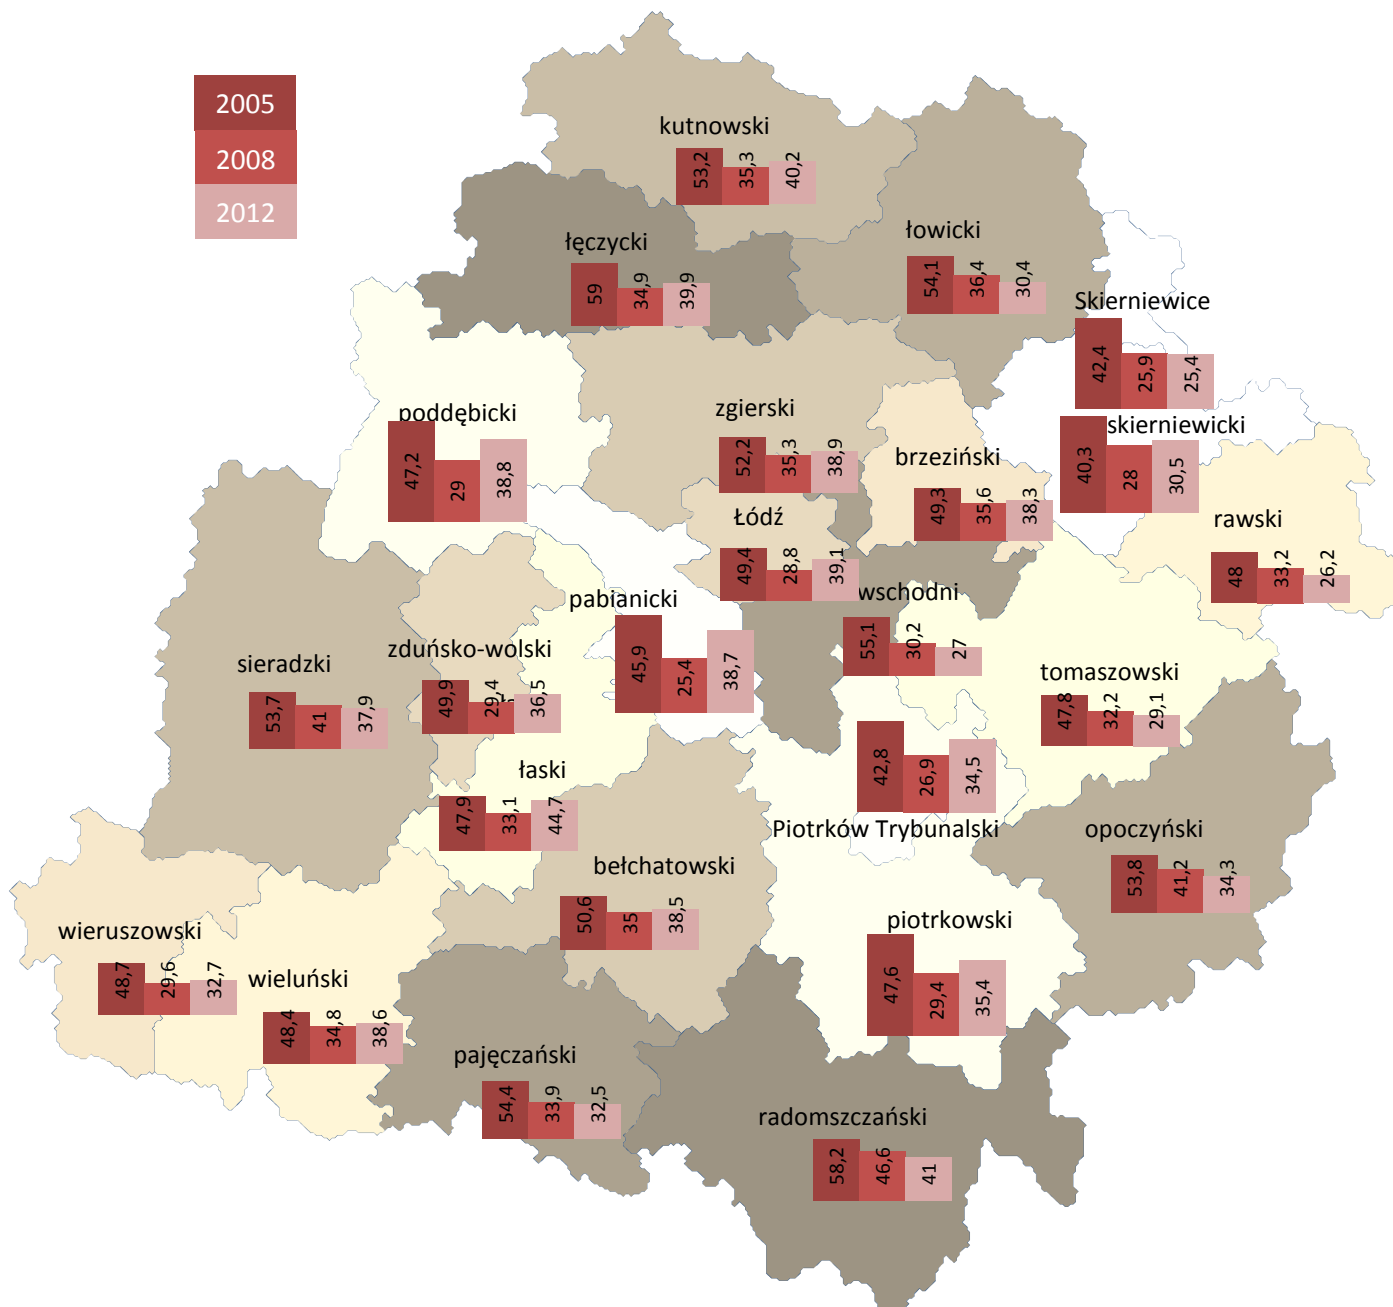 2005
2008
2012
kutnowski
53,2 35,3 40,2
łęczycki
59 34,9 39,9
łowicki
54,1 36,4 30,4
Skierniewice
42,4 25,9 25,4
poddębicki
47,2 29 38,8
zgierski
52,2 35,3 38,9
brzeziński
49,3 35,6 38,3
skierniewicki
40,3 28 30,5
rawski
48 33,2 26,2
Łódź
49,4 28,8 39,1
wschodni
55,1 30,2 27
pabianicki
45,9 25,4 38,7
zduńsko-wolski
49,9 29,4 36,5
sieradzki
53,7 41 37,9
tomaszowski
47,8 32,2 29,1
łaski
47,9 33,1 44,7
42,8 26,9 34,5
Piotrków Trybunalski
opoczyński
53,8 41,2 34,3
bełchatowski
50,6 35 38,5
piotrkowski
47,6 29,4 35,4
wieruszowski
48,7 29,6 32,7
wieluński
48,4 34,8 38,6
pajęczański
54,4 33,9 32,5
radomszczański
58,2 46,6 41